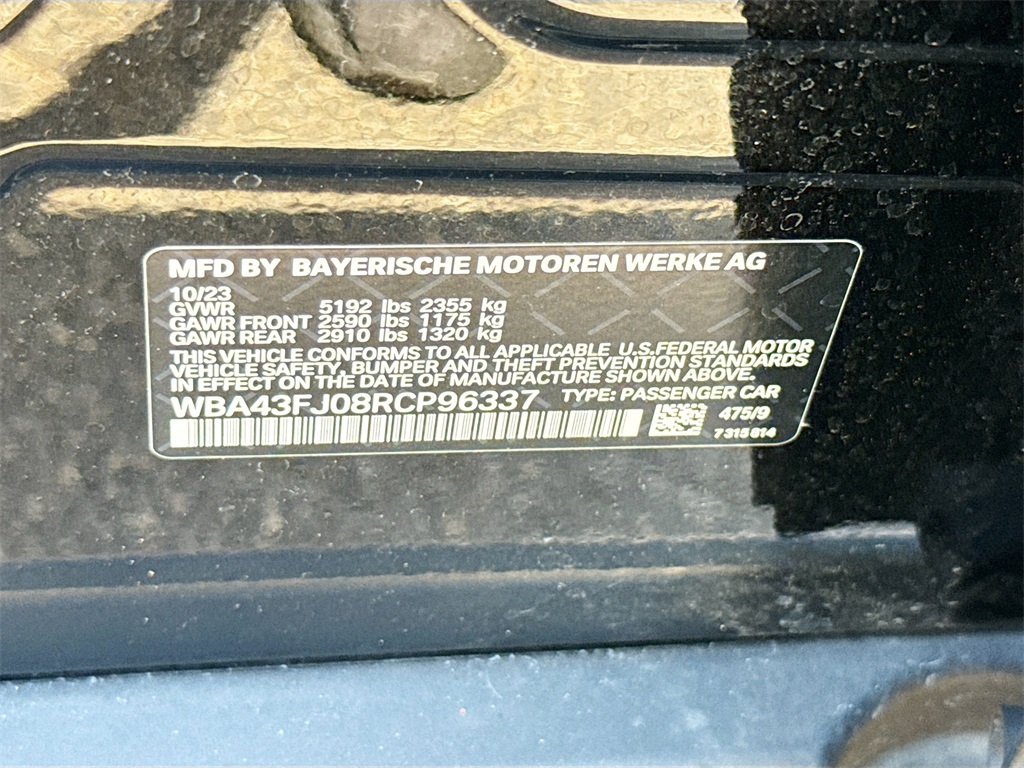 MFD BY BAYERISCHE MOTOREN WERKE AG
10/23
GVWR 5192 lbs 2355 kg
GAWR FRONT 2590 lbs 1175 kg
GAWR REAR 2910 lbs 1320 kg
THIS VEHICLE CONFORMS TO ALL APPLICABLE U.S.FEDERAL MOTOR
VEHICLE SAFETY, BUMPER AND THEFT PREVENTION STANDARDS
IN EFFECT ON THE DATE OF MANUFACTURE SHOWN ABOVE.
WBA43FJ08RCP96337 TYPE: PASSENGER CAR
475/9
7315814